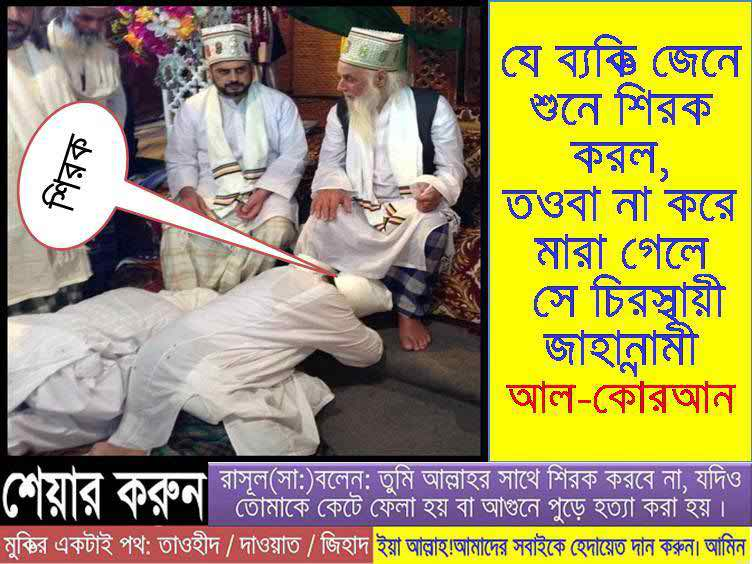 শিরক
যে ব্যক্তি জেনে
শুনে শিরক
করল,
তওবা না করে
মারা গেলে
সে চিরস্থায়ী
জাহান্নামী
আল-কোরআন
শেয়ার করুন
রাসূল(সা:)বলেন: তুমি আল্লাহর সাথে শিরক করবে না, যদিও
তোমাকে কেটে ফেলা হয় বা আগুনে পুড়ে হত্যা করা হয় ।
মুক্তির একটাই পথ: তাওহীদ / দাওয়াত / জিহাদ
ইয়া আল্লাহ!আমাদের সবাইকে হেদায়েত দান করুন। আমিন